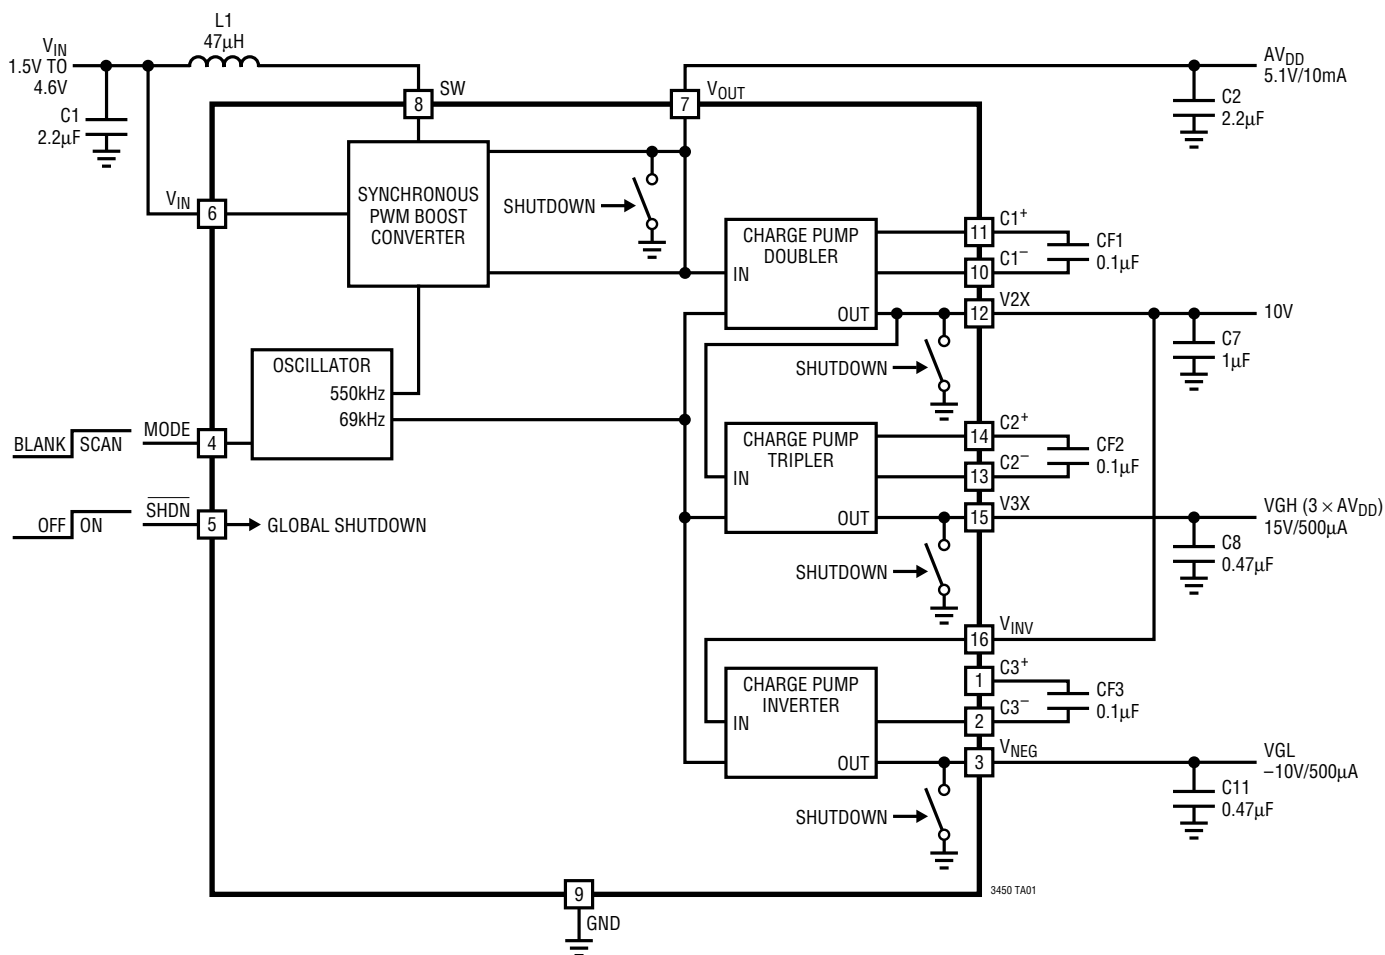 L1
47µH
VIN
1.5V TO
4.6V
C1
2.2µF
SW
8
7
VOUT
AVDD
5.1V/10mA
C2
2.2µF
VIN
6
SYNCHRONOUS
PWM BOOST
CONVERTER
SHUTDOWN
CHARGE PUMP
DOUBLER
IN
OUT
11
C1+
10
C1–
CF1
0.1µF
12
V2X
10V
C7
1µF
SHUTDOWN
OSCILLATOR
550kHz
69kHz
BLANK
SCAN
MODE
4
OFF
ON
SHDN
5
GLOBAL SHUTDOWN
CHARGE PUMP
TRIPLER
IN
OUT
14
C2+
13
C2–
CF2
0.1µF
15
V3X
VGH (3 × AVDD)
15V/500µA
C8
0.47µF
SHUTDOWN
16
VINV
CHARGE PUMP
INVERTER
IN
OUT
1
C3+
2
C3–
CF3
0.1µF
3
VNEG
VGL
–10V/500µA
C11
0.47µF
SHUTDOWN
9
GND
3450 TA01